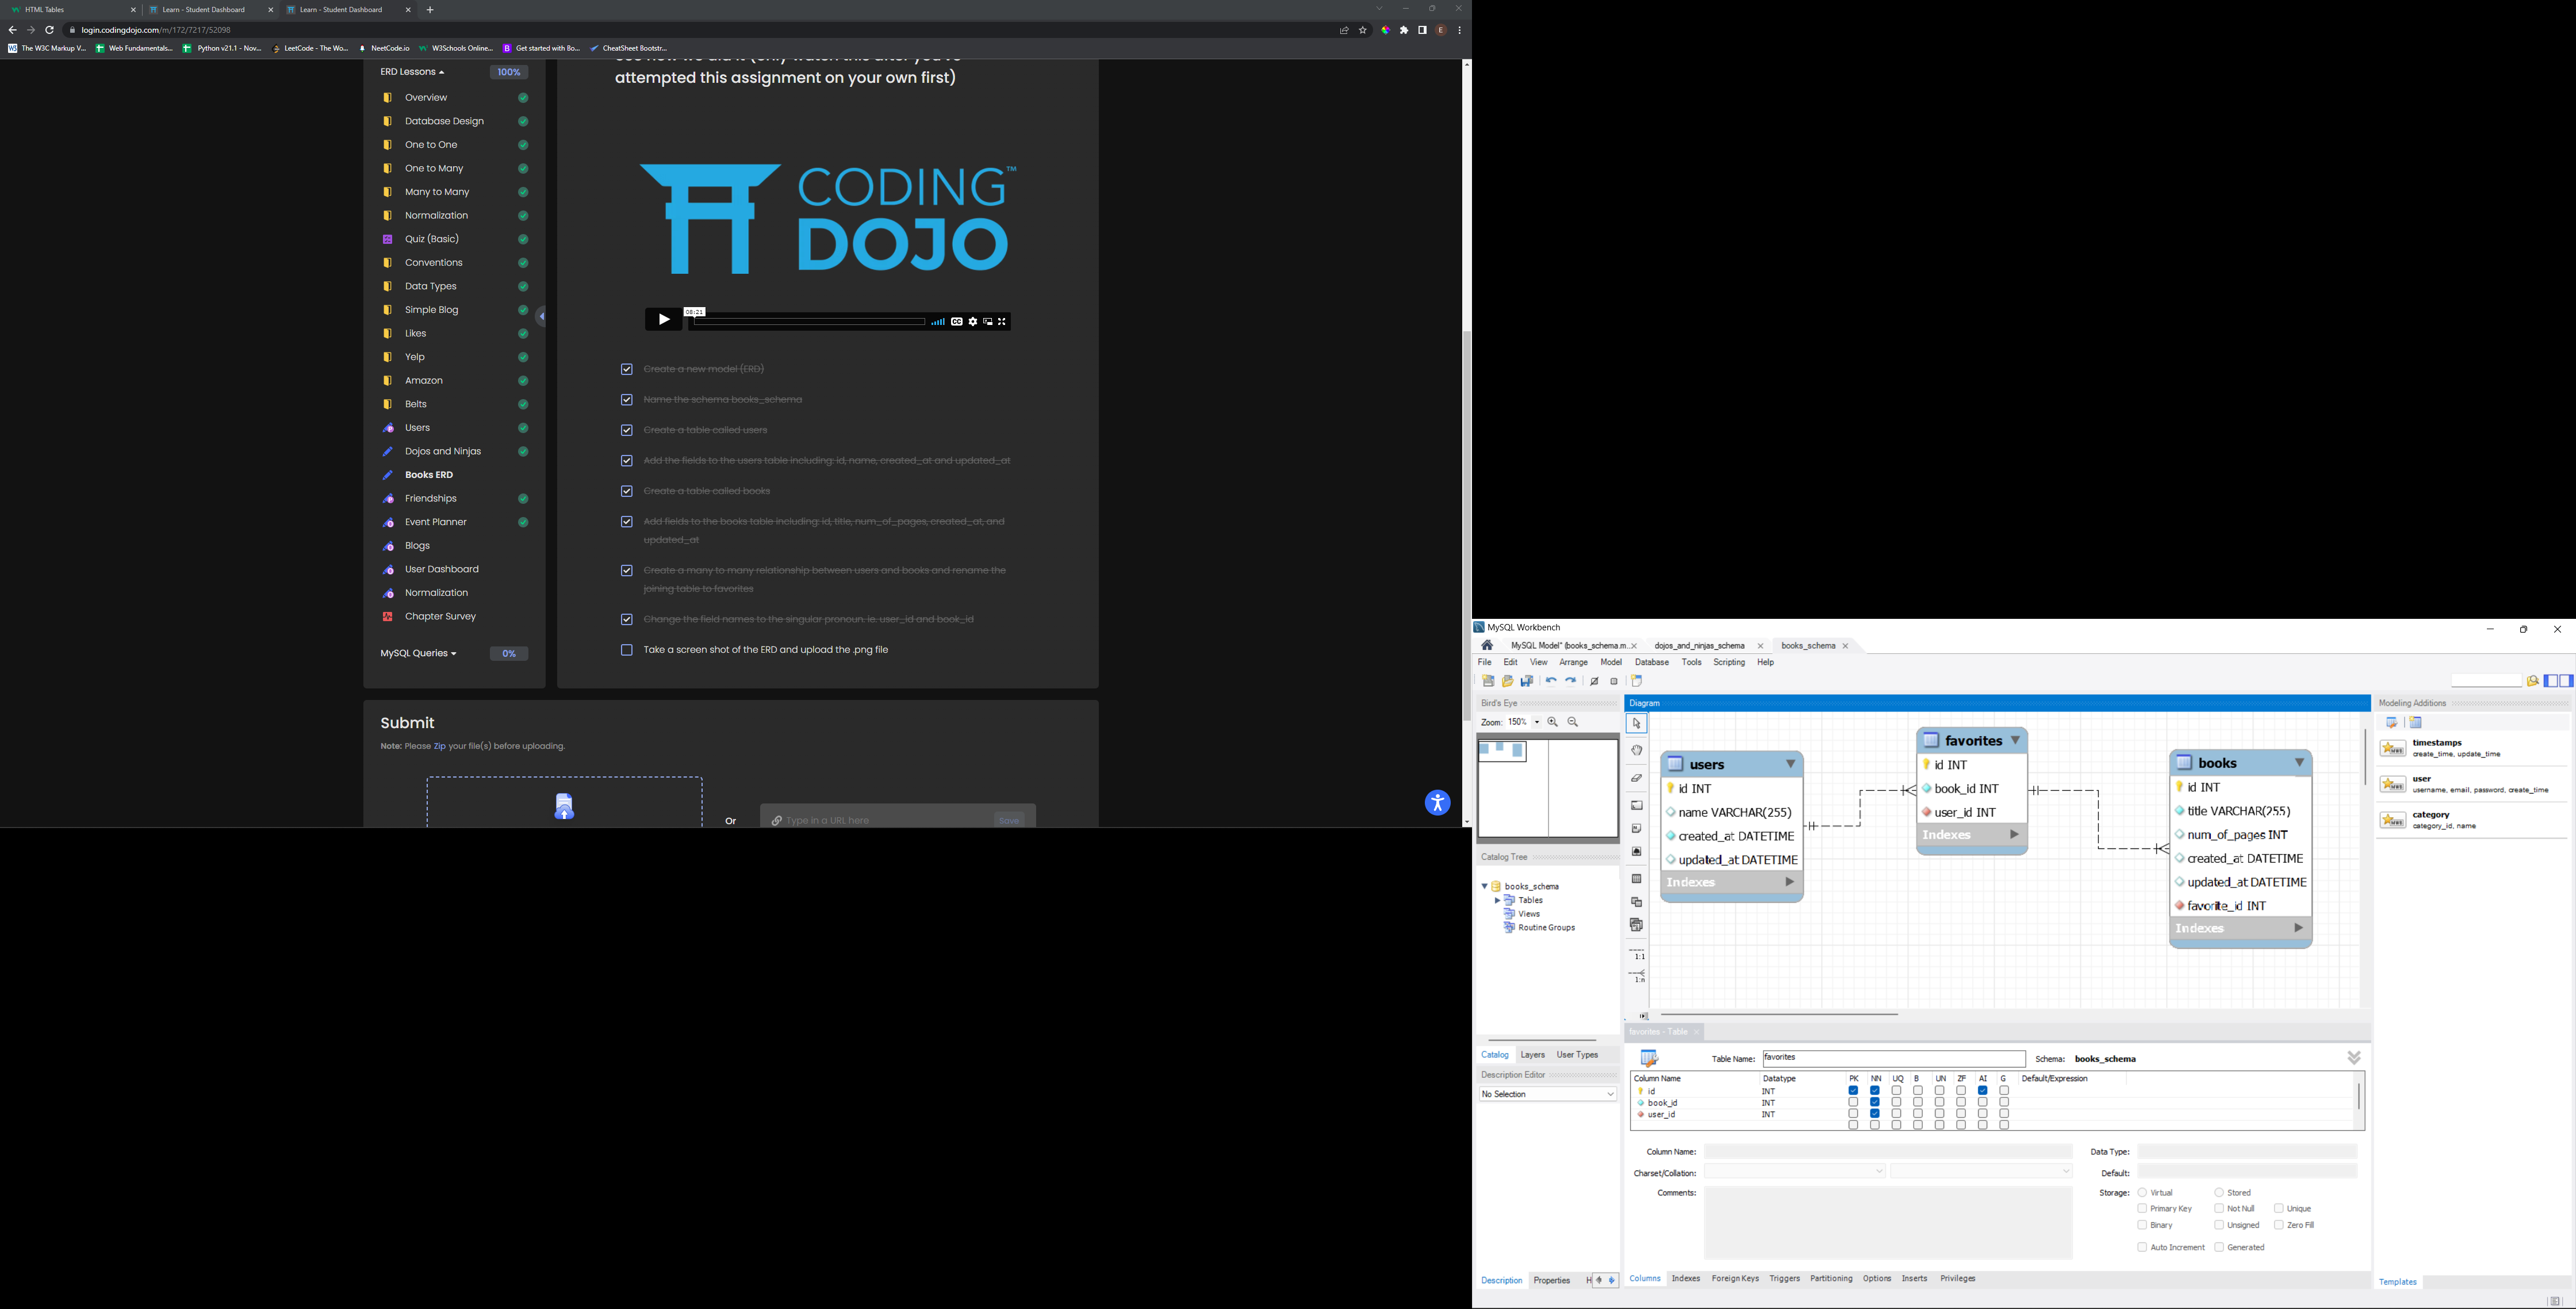 HTML Tables
Learn - Student Dashboard
Learn - Student Dashboard
login.codingdojo.com/m/172/7217/52098
The W3C Markup V...
Web Fundamentals...
Python v21.1 - Nov...
LeetCode - The Wo...
NeetCode.io
W3Schools Online...
Get started with Bo...
CheatSheet Bootstr...
ERD Lessons 100%
Overview
Database Design
One to One
One to Many
Many to Many
Normalization
Quiz (Basic)
Conventions
Data Types
Simple Blog
Likes
Yelp
Amazon
Belts
Users
Dojos and Ninjas
Books ERD
Friendships
Event Planner
Blogs
User Dashboard
Normalization
Chapter Survey
MySQL Queries 0%
attempted this assignment on your own first)
CODING™
DOJO
08:21
CC
Create a new model (ERD)
Name the schema books_schema
Create a table called users
Add the fields to the users table including: id, name, created_at and updated_at
Create a table called books
Add fields to the books table including: id, title, num_of_pages, created_at, and
updated_at
Create a many to many relationship between users and books and rename the
joining table to favorites
Change the field names to the singular pronoun. ie. user_id and book_id
Take a screen shot of the ERD and upload the .png file
Submit
Note: Please Zip your file(s) before uploading.
Or
Type in a URL here
Save
MySQL Workbench
MySQL Model* (books_schema.m...
dojos_and_ninjas_schema
books_schema
File Edit View Arrange Model Database Tools Scripting Help
Bird's Eye
Zoom: 150%
Catalog Tree
books_schema
Tables
Views
Routine Groups
Catalog Layers User Types
Description Editor
No Selection
Description Properties H
Diagram
1:1
1:n
users
id INT
name VARCHAR(255)
created_at DATETIME
updated_at DATETIME
Indexes
favorites
id INT
book_id INT
user_id INT
Indexes
books
id INT
title VARCHAR(255)
num_of_pages INT
created_at DATETIME
updated_at DATETIME
favorite_id INT
Indexes
favorites - Table
Table Name: favorites Schema: books_schema
Column Name Datatype PK NN UQ B UN ZF AI G Default/Expression
id INT
book_id INT
user_id INT
Column Name: Data Type:
Charset/Collation: Default:
Comments: Storage: Virtual Stored
Primary Key Not Null Unique
Binary Unsigned Zero Fill
Auto Increment Generated
Columns Indexes Foreign Keys Triggers Partitioning Options Inserts Privileges
Modeling Additions
timestamps
create_time, update_time
user
username, email, password, create_time
category
category_id, name
Templates